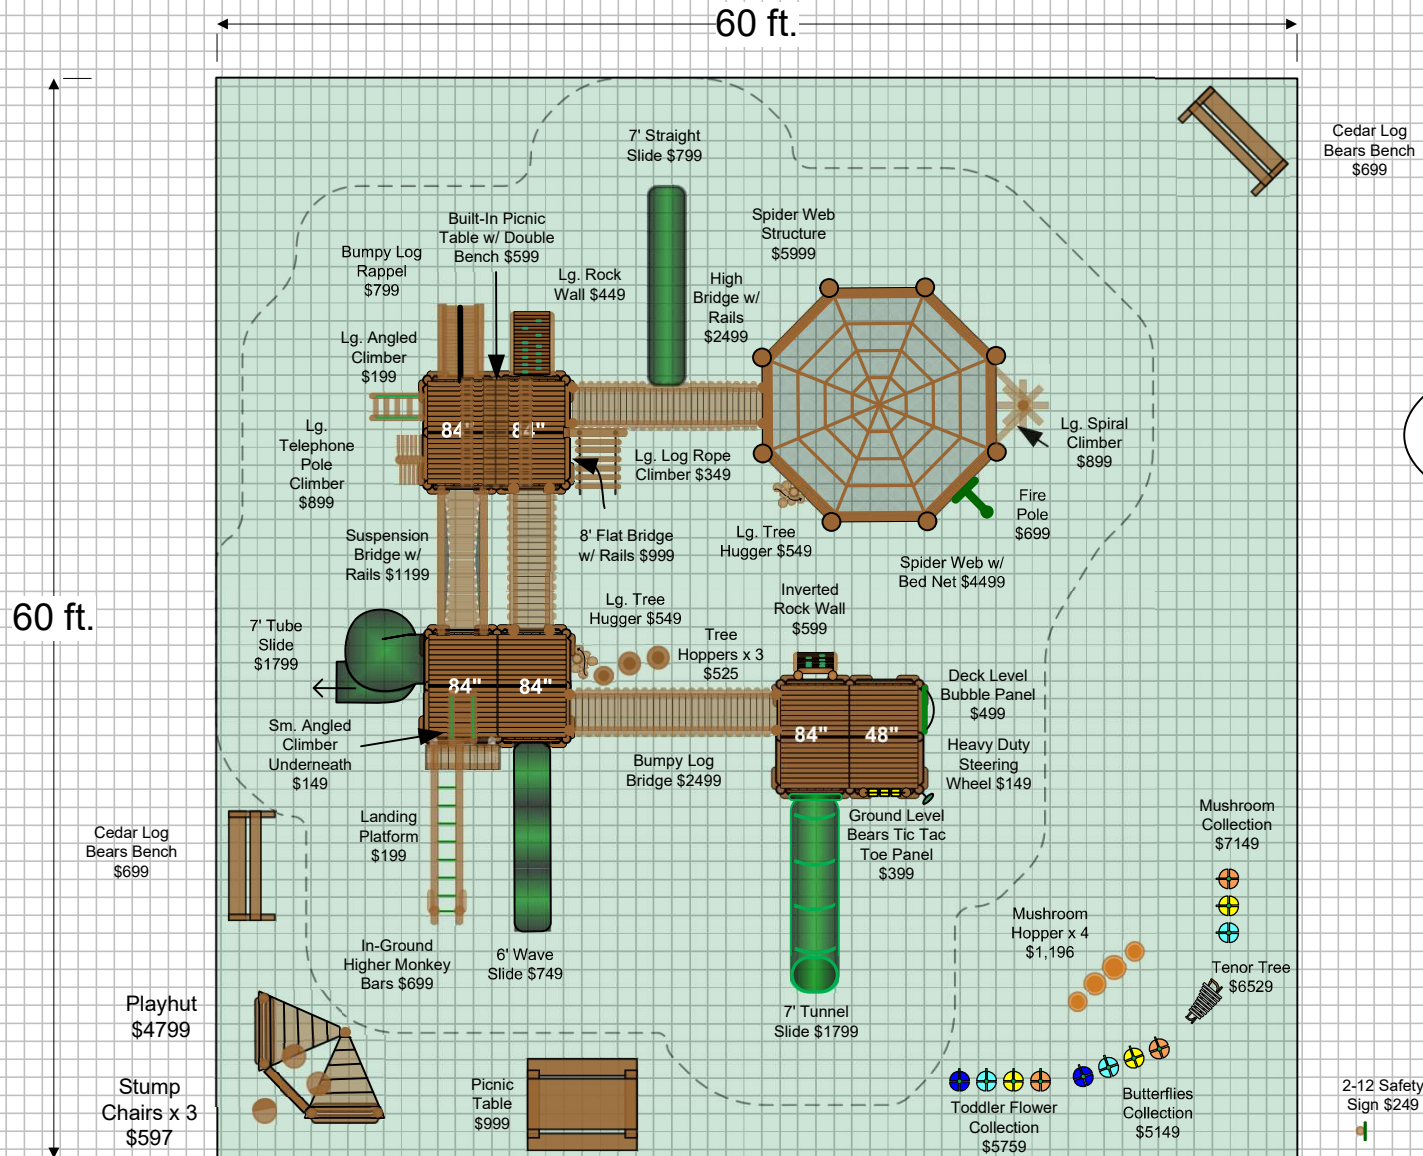 60 ft.
60 ft.
Cedar Log
Bears Bench
$699
7' Straight
Slide $799
Spider Web
Structure
$5999
Built-In Picnic
Table w/ Double
Bench $599
Bumpy Log
Rappel
$799
Lg. Rock
Wall $449
High
Bridge w/
Rails
$2499
Lg. Angled
Climber
$199
84"
84"
Lg.
Telephone
Pole
Climber
$899
Lg. Log Rope
Climber $349
Lg. Spiral
Climber
$899
Fire
Pole
$699
Suspension
Bridge w/
Rails $1199
8' Flat Bridge
w/ Rails $999
Lg. Tree
Hugger $549
Spider Web w/
Bed Net $4499
Inverted
Rock Wall
$599
Lg. Tree
Hugger $549
7' Tube
Slide
$1799
Tree
Hoppers x 3
$525
84"
84"
Deck Level
Bubble Panel
$499
84"
48"
Sm. Angled
Climber
Underneath
$149
Bumpy Log
Bridge $2499
Heavy Duty
Steering
Wheel $149
Landing
Platform
$199
Ground Level
Bears Tic Tac
Toe Panel
$399
Mushroom
Collection
$7149
Cedar Log
Bears Bench
$699
Mushroom
Hopper x 4
$1,196
In-Ground
Higher Monkey
Bars $699
6' Wave
Slide $749
Tenor Tree
$6529
Playhut
$4799
7' Tunnel
Slide $1799
Stump
Chairs x 3
$597
Picnic
Table
$999
Toddler Flower
Collection
$5759
Butterflies
Collection
$5149
2-12 Safety
Sign $249